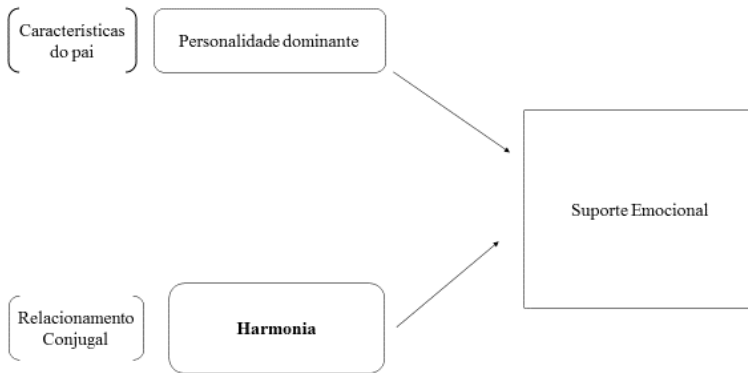 Características
do pai
Personalidade dominante
Suporte Emocional
Relacionamento
Conjugal
Harmonia